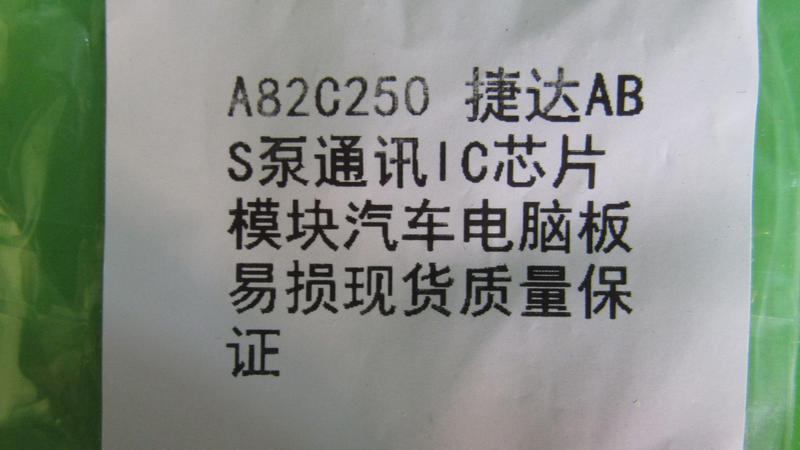 A82C250 捷达AB
S泵通讯IC芯片
模块汽车电脑板
易损现货质量保
证